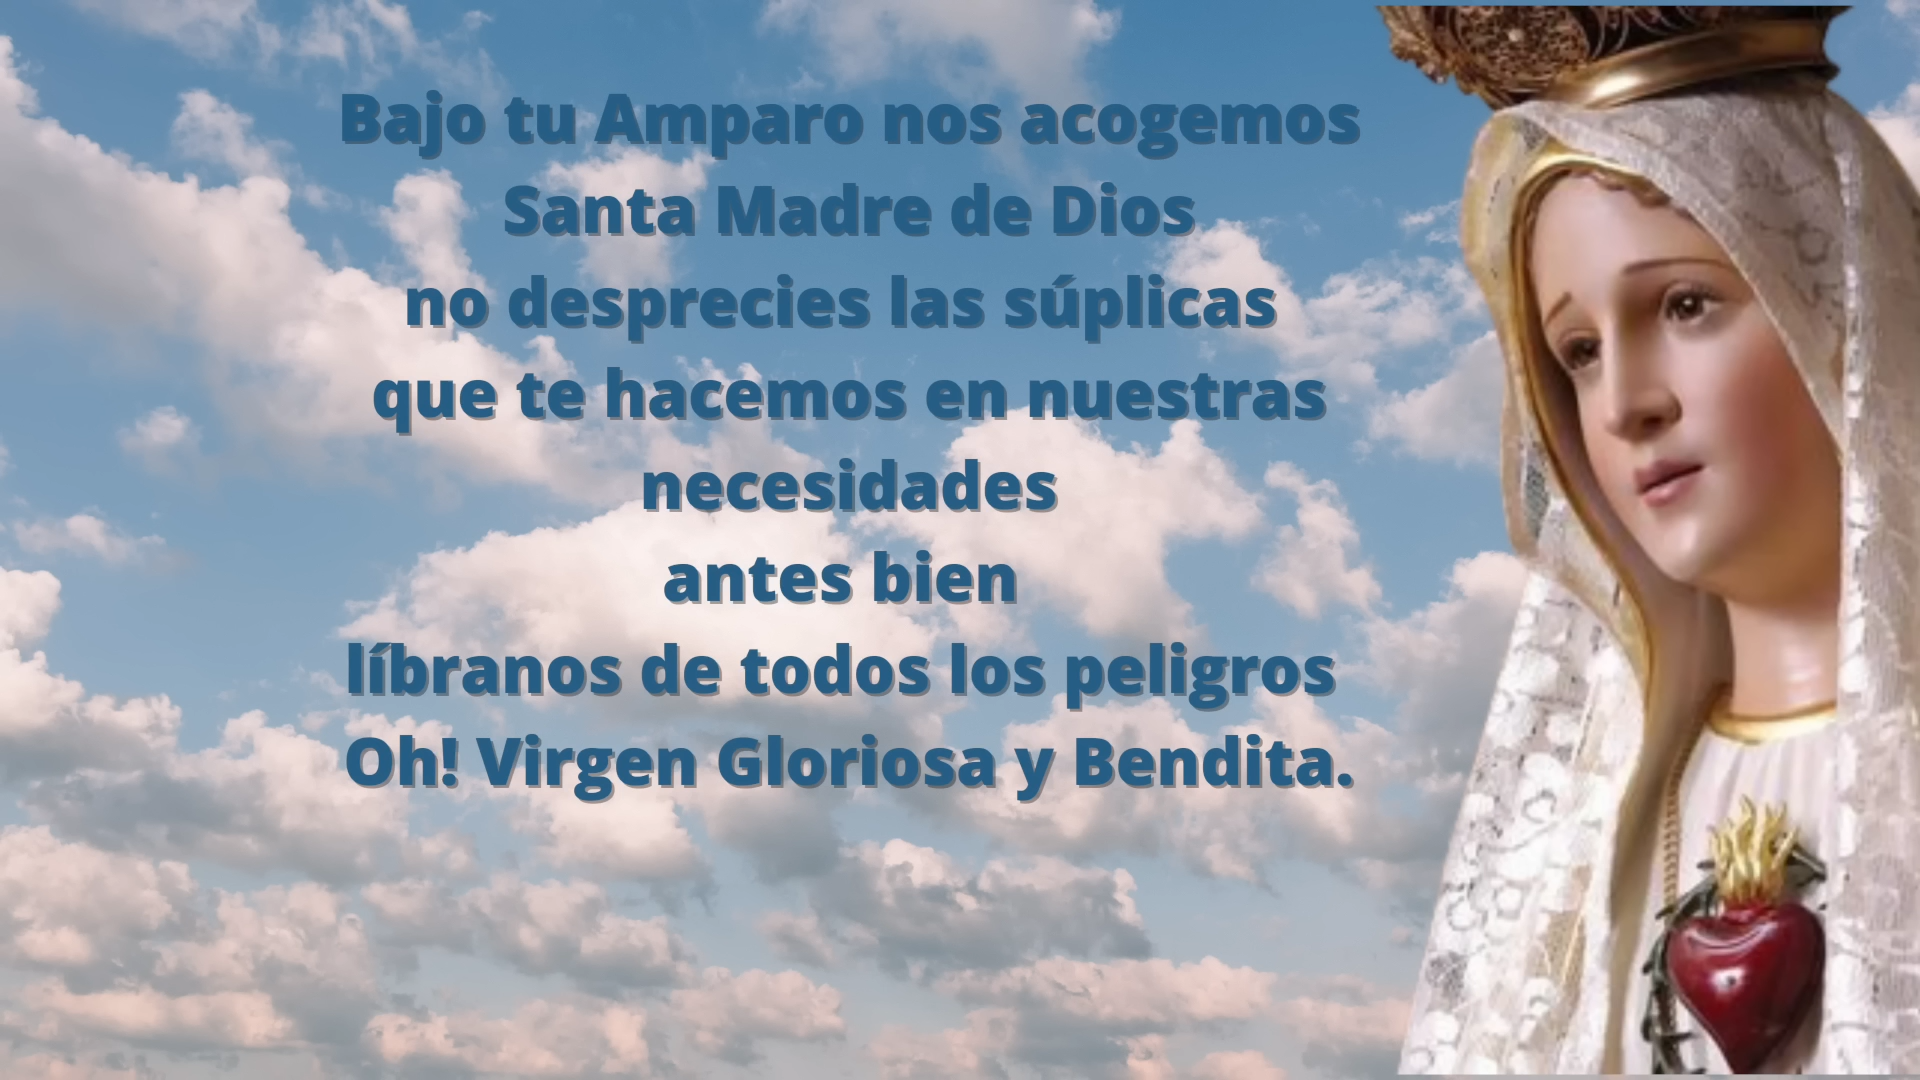 Bajo tu Amparo nos acogemos
Santa Madre de Dios
no desprecies las súplicas
que te hacemos en nuestras
necesidades
antes bien
líbranos de todos los peligros
Oh! Virgen Gloriosa y Bendita.